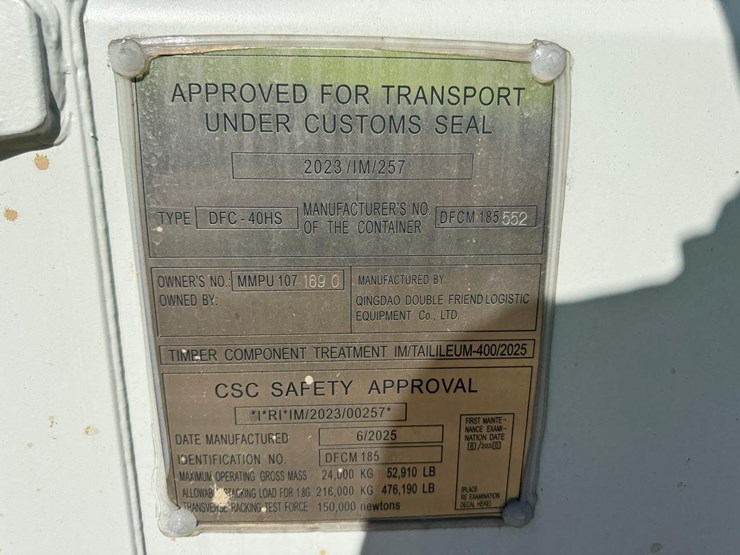 APPROVED FOR TRANSPORT
UNDER CUSTOMS SEAL
2023/IM/257
TYPE DFC - 40HS MANUFACTURER'S NO. OF THE CONTAINER DFCM 185 552
OWNER'S NO.: MMPU 107 189 0
OWNED BY:
MANUFACTURED BY
QINGDAO DOUBLE FRIEND LOGISTIC
EQUIPMENT Co., LTD.
TIMPER COMPONENT TREATMENT IM/TAILILEUM-400/2025
CSC SAFETY APPROVAL
*I*RI*IM/2023/00257*
DATE MANUFACTURED 6/2025
IDENTIFICATION NO. DFCM 185
MAXIMUM OPERATING GROSS MASS 24,000 KG 52,910 LB
ALLOWABLE STACKING LOAD FOR 1.8G 216,000 KG 476,190 LB
TRANSVERSE RACKING TEST FORCE 150,000 newtons
FIRST MAINTE-
NANCE EXAMI-
NATION DATE
RE EXAMINATION
DECAL HERE)